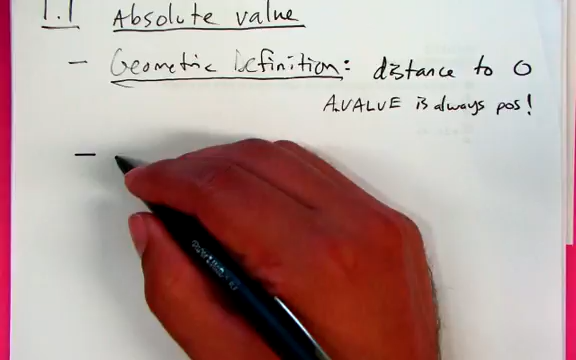 1.1 Absolute value
- Geometric Definition: distance to 0
A.VALUE is always pos!
-